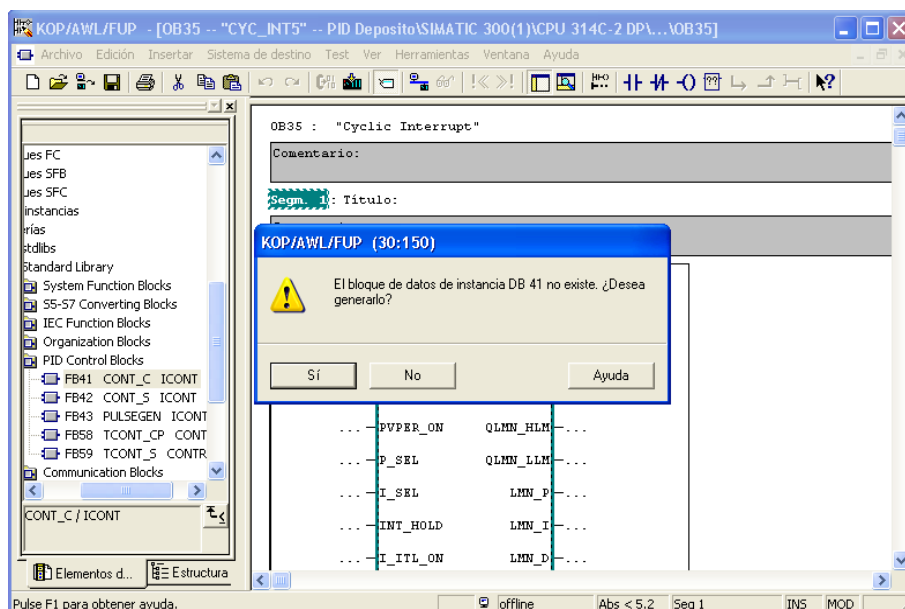 KOP/AWL/FUP - [OB35 -- "CYC_INT5" -- PID Deposito\SIMATIC 300(1)\CPU 314C-2 DP\...\OB35]
Archivo Edición Insertar Sistema de destino Test Ver Herramientas Ventana Ayuda
OB35 : "Cyclic Interrupt"
Comentario:
Segm. 1: Título:
ues FC
ues SFB
ues SFC
instancias
rías
stdlibs
Standard Library
System Function Blocks
S5-S7 Converting Blocks
IEC Function Blocks
Organization Blocks
PID Control Blocks
FB41 CONT_C ICONT
FB42 CONT_S ICONT
FB43 PULSEGEN ICONT
FB58 TCONT_CP CONT
FB59 TCONT_S CONTR
Communication Blocks
CONT_C / ICONT
Elementos d... Estructura
KOP/AWL/FUP (30:150)
El bloque de datos de instancia DB 41 no existe. ¿Desea
generarlo?
Sí No Ayuda
... PVPER_ON QLMN_HLM ...
... P_SEL QLMN_LLM ...
... I_SEL LMN_P ...
... INT_HOLD LMN_I ...
... I_ITL_ON LMN_D ...
Pulse F1 para obtener ayuda. offline Abs < 5.2 Seg 1 INS MOD